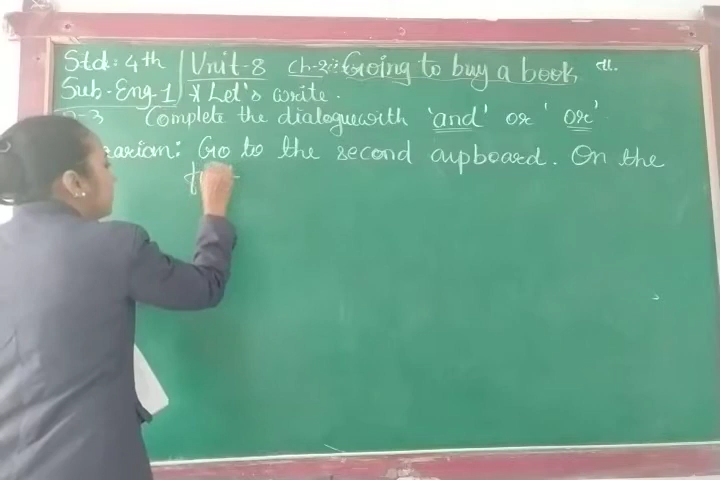 Std: 4th Unit-8 Ch-2: Going to buy a book
Sub-Eng-1 * Let's write.
Complete the dialogue with 'and' or 'or'
Go to the second cupboard. On the